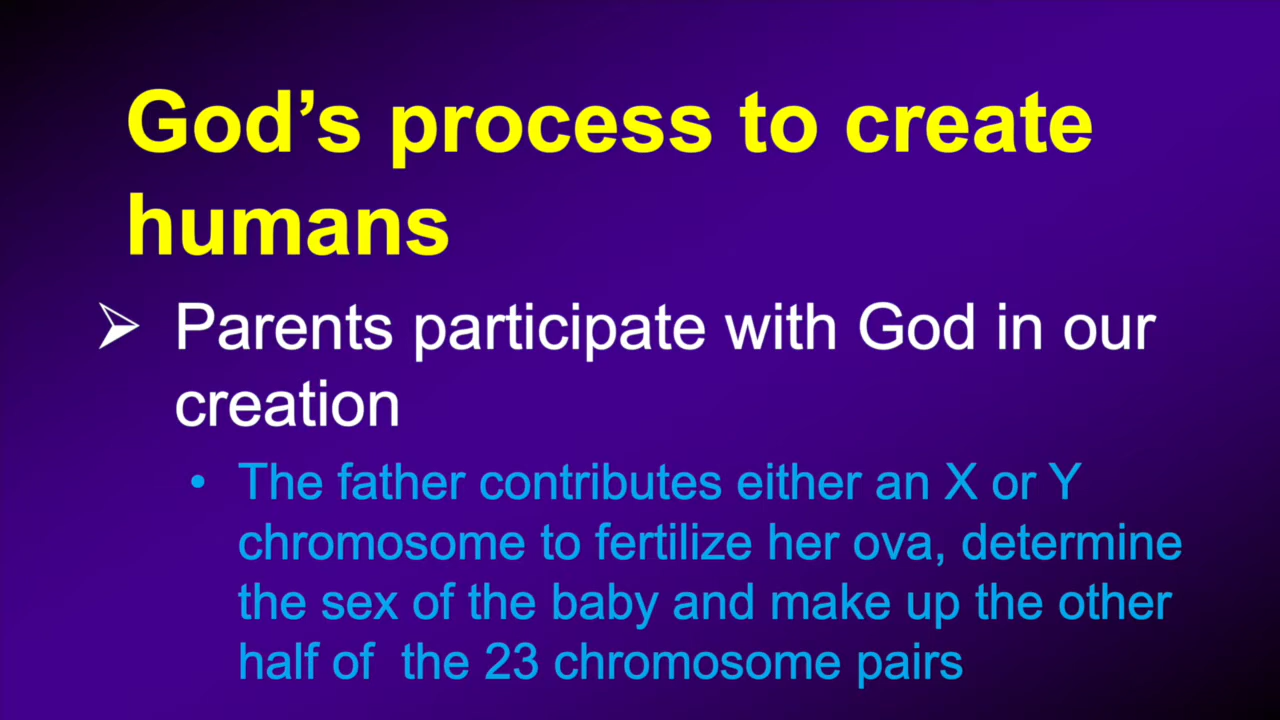 God’s process to create
humans
➢ Parents participate with God in our
creation
• The father contributes either an X or Y
chromosome to fertilize her ova, determine
the sex of the baby and make up the other
half of  the 23 chromosome pairs